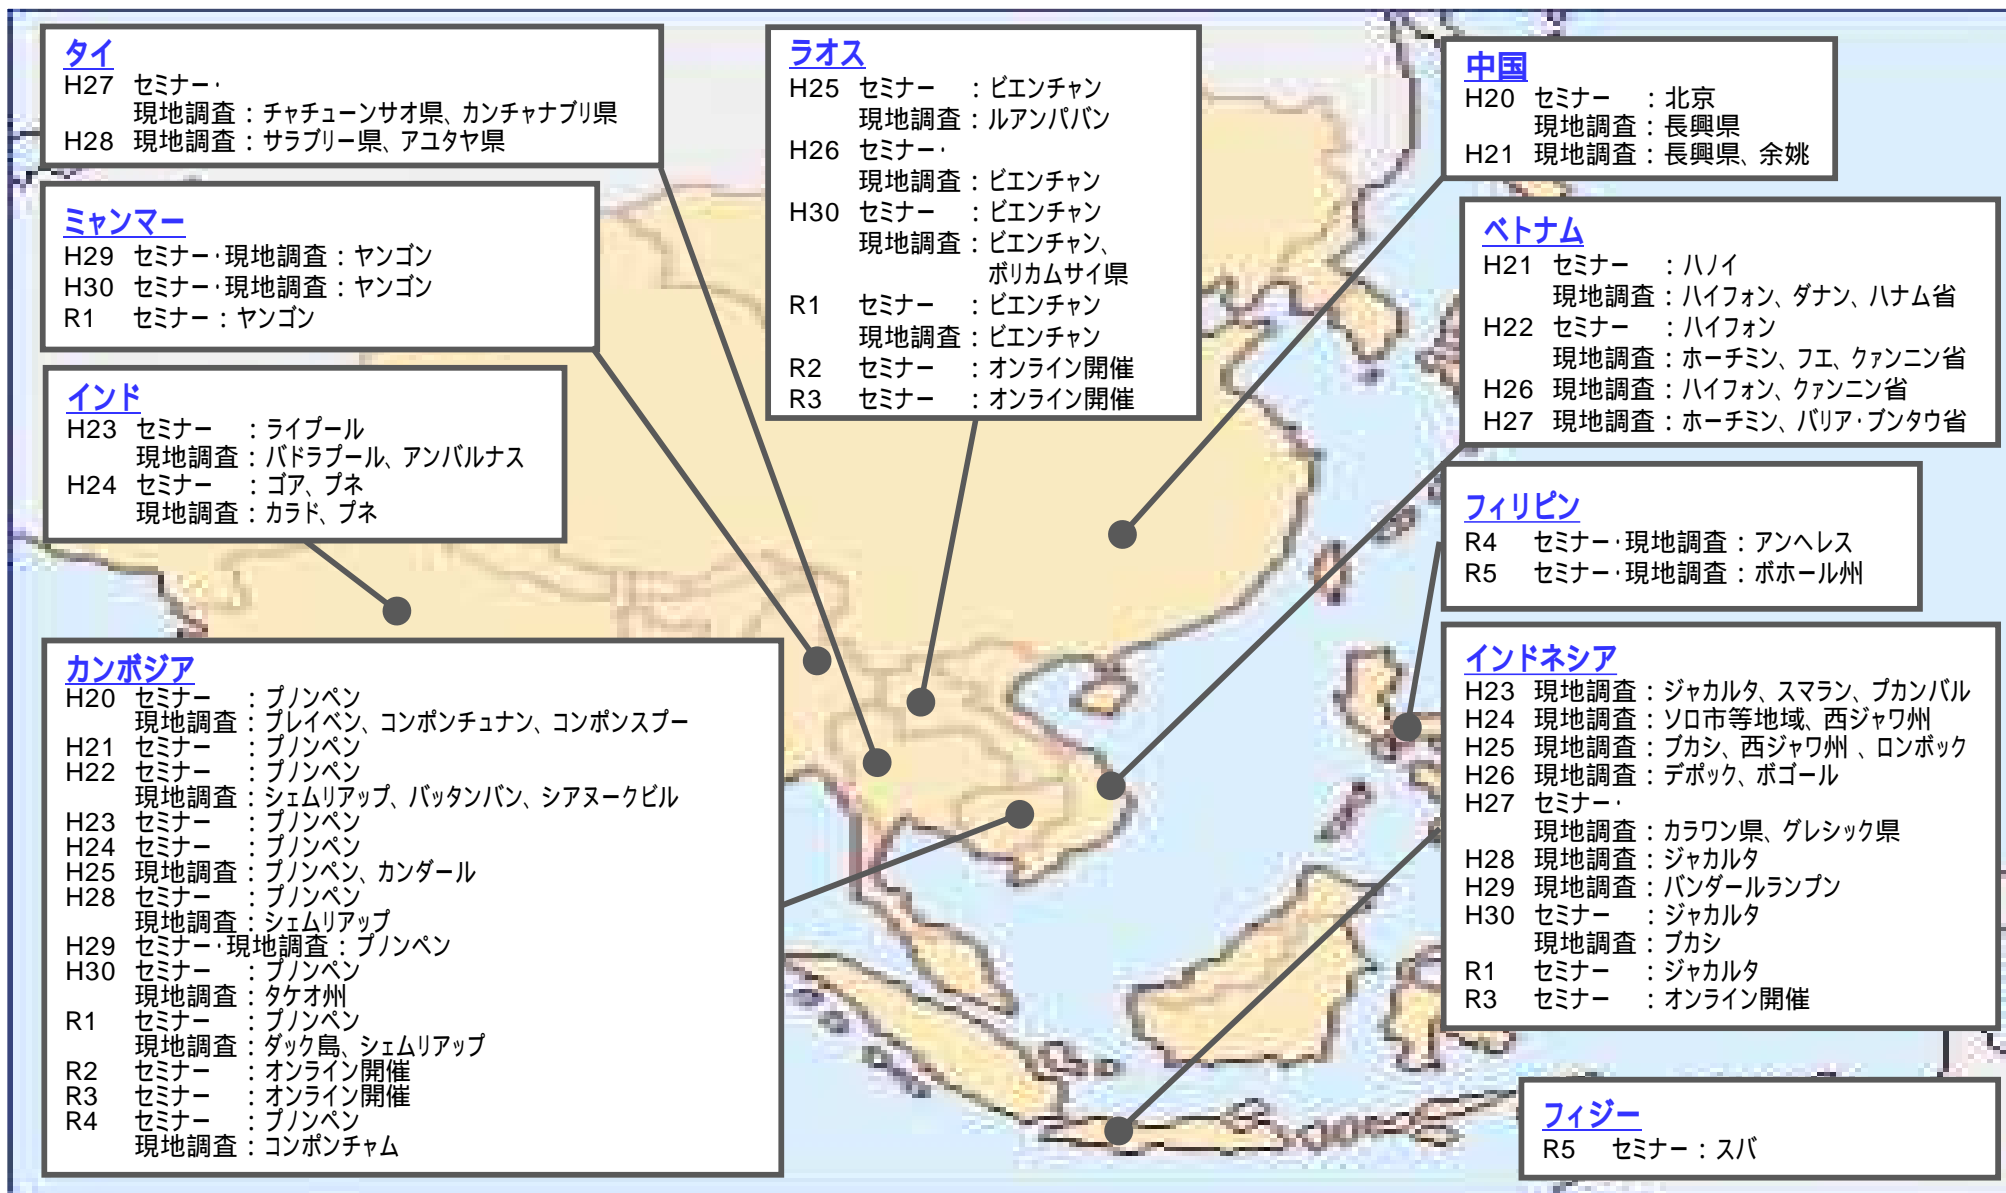 タイ
H27 セミナー・
現地調査：チャチューンサオ県、カンチャナブリ県
H28 現地調査：サラブリー県、アユタヤ県
ミャンマー
H29 セミナー・現地調査：ヤンゴン
H30 セミナー・現地調査：ヤンゴン
R1 セミナー：ヤンゴン
インド
H23 セミナー ：ライプール
現地調査：バドラプール、アンバルナス
H24 セミナー ：ゴア、プネ
現地調査：カラド、プネ
カンボジア
H20 セミナー ：プノンペン
現地調査：プレイベン、コンポンチュナン、コンポンスプー
H21 セミナー ：プノンペン
H22 セミナー ：プノンペン
現地調査：シェムリアップ、バッタンバン、シアヌークビル
H23 セミナー ：プノンペン
H24 セミナー ：プノンペン
H25 現地調査：プノンペン、カンダール
H28 セミナー ：プノンペン
現地調査：シェムリアップ
H29 セミナー・現地調査：プノンペン
H30 セミナー ：プノンペン
現地調査：タケオ州
R1 セミナー ：プノンペン
現地調査：ダック島、シェムリアップ
R2 セミナー ：オンライン開催
R3 セミナー ：オンライン開催
R4 セミナー ：プノンペン
現地調査：コンポンチャム
ラオス
H25 セミナー ：ビエンチャン
現地調査：ルアンパバン
H26 セミナー・
現地調査：ビエンチャン
H30 セミナー ：ビエンチャン
現地調査：ビエンチャン、
ボリカムサイ県
R1 セミナー ：ビエンチャン
現地調査：ビエンチャン
R2 セミナー ：オンライン開催
R3 セミナー ：オンライン開催
中国
H20 セミナー ：北京
現地調査：長興県
H21 現地調査：長興県、余姚
ベトナム
H21 セミナー ：ハノイ
現地調査：ハイフォン、ダナン、ハナム省
H22 セミナー ：ハイフォン
現地調査：ホーチミン、フエ、クァンニン省
H26 現地調査：ハイフォン、クァンニン省
H27 現地調査：ホーチミン、バリア・ブンタウ省
フィリピン
R4 セミナー・現地調査：アンヘレス
R5 セミナー・現地調査：ボホール州
インドネシア
H23 現地調査：ジャカルタ、スマラン、プカンバル
H24 現地調査：ソロ市等地域、西ジャワ州
H25 現地調査：ブカシ、西ジャワ州 、ロンボック
H26 現地調査：デポック、ボゴール
H27 セミナー・
現地調査：カラワン県、グレシック県
H28 現地調査：ジャカルタ
H29 現地調査：バンダールランプン
H30 セミナー ：ジャカルタ
現地調査：ブカシ
R1 セミナー ：ジャカルタ
R3 セミナー ：オンライン開催
フィジー
R5 セミナー：スバ